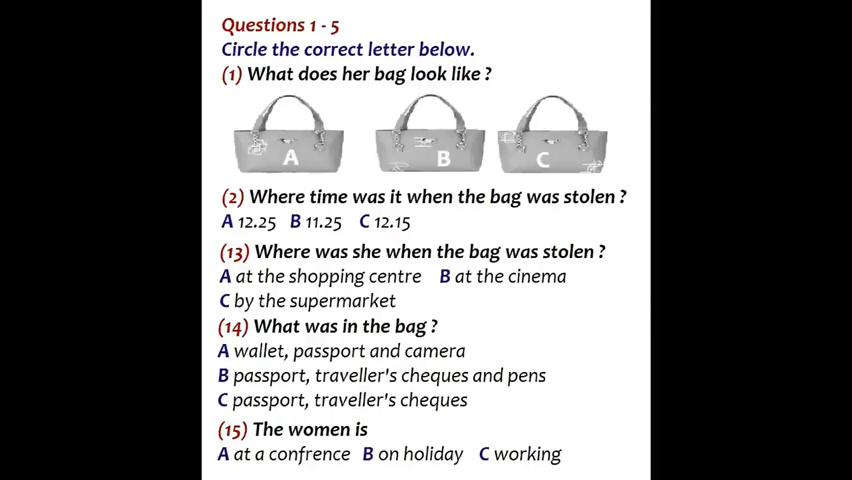 Questions 1 - 5
Circle the correct letter below.
(1) What does her bag look like ?
A B C
(2) Where time was it when the bag was stolen ?
A 12.25 B 11.25 C 12.15
(13) Where was she when the bag was stolen ?
A at the shopping centre B at the cinema
C by the supermarket
(14) What was in the bag ?
A wallet, passport and camera
B passport, traveller's cheques and pens
C passport, traveller's cheques
(15) The women is
A at a confrence B on holiday C working